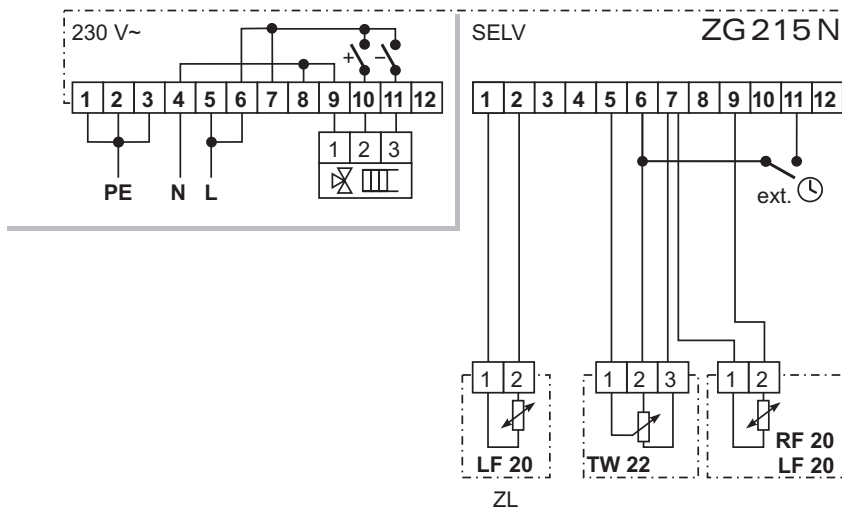 230 V~
SELV
ZG 215 N
+ −
1 2 3 4 5 6 7 8 9 10 11 12
1 2 3 4 5 6 7 8 9 10 11 12
1 2 3
PE N L
ext.
1 2
1 2 3
1 2
LF 20
TW 22
RF 20
LF 20
ZL